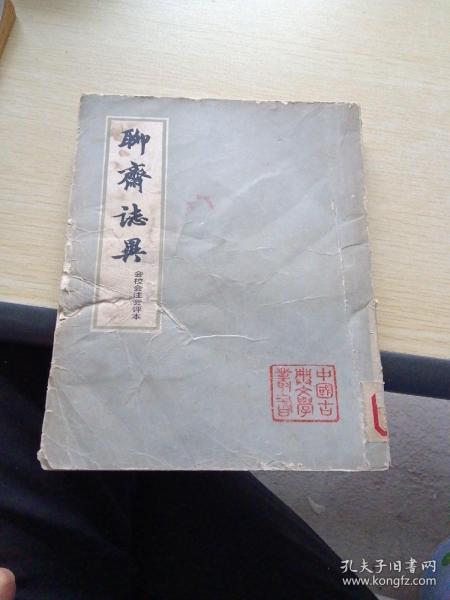 聊齋誌異
会校会注会评本
中國古
典文學
叢書
孔夫子旧书网
www.kongfz.com